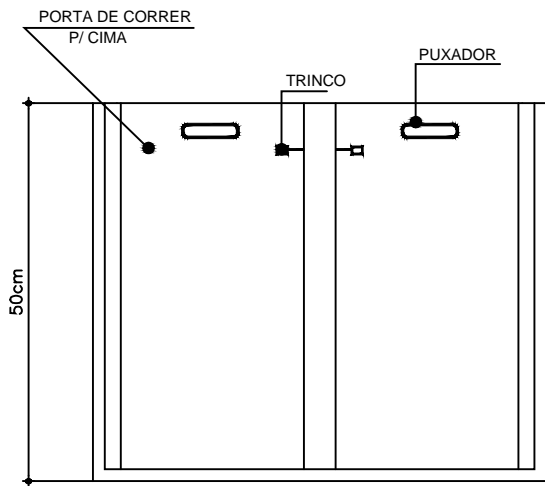 PORTA DE CORRER
P/ CIMA
PUXADOR
TRINCO
50cm